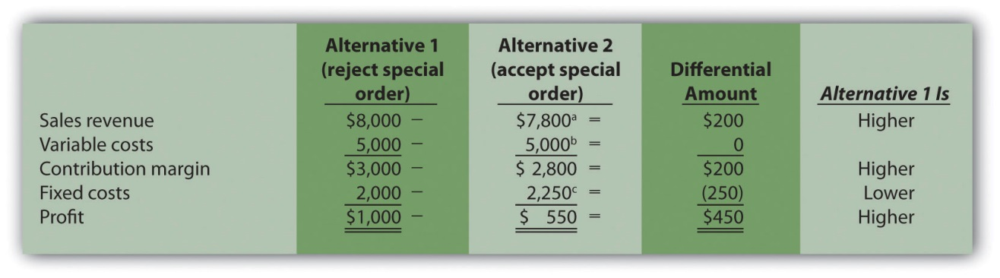 Alternative 1 Alternative 2
(reject special (accept special Differential
order) order) Amount Alternative 1 Is
Sales revenue $8,000 – $7,800ᵃ = $200 Higher
Variable costs 5,000 – 5,000ᵇ = 0
Contribution margin $3,000 – $ 2,800 = $200 Higher
Fixed costs 2,000 – 2,250ᶜ = (250) Lower
Profit $1,000 – $ 550 = $450 Higher